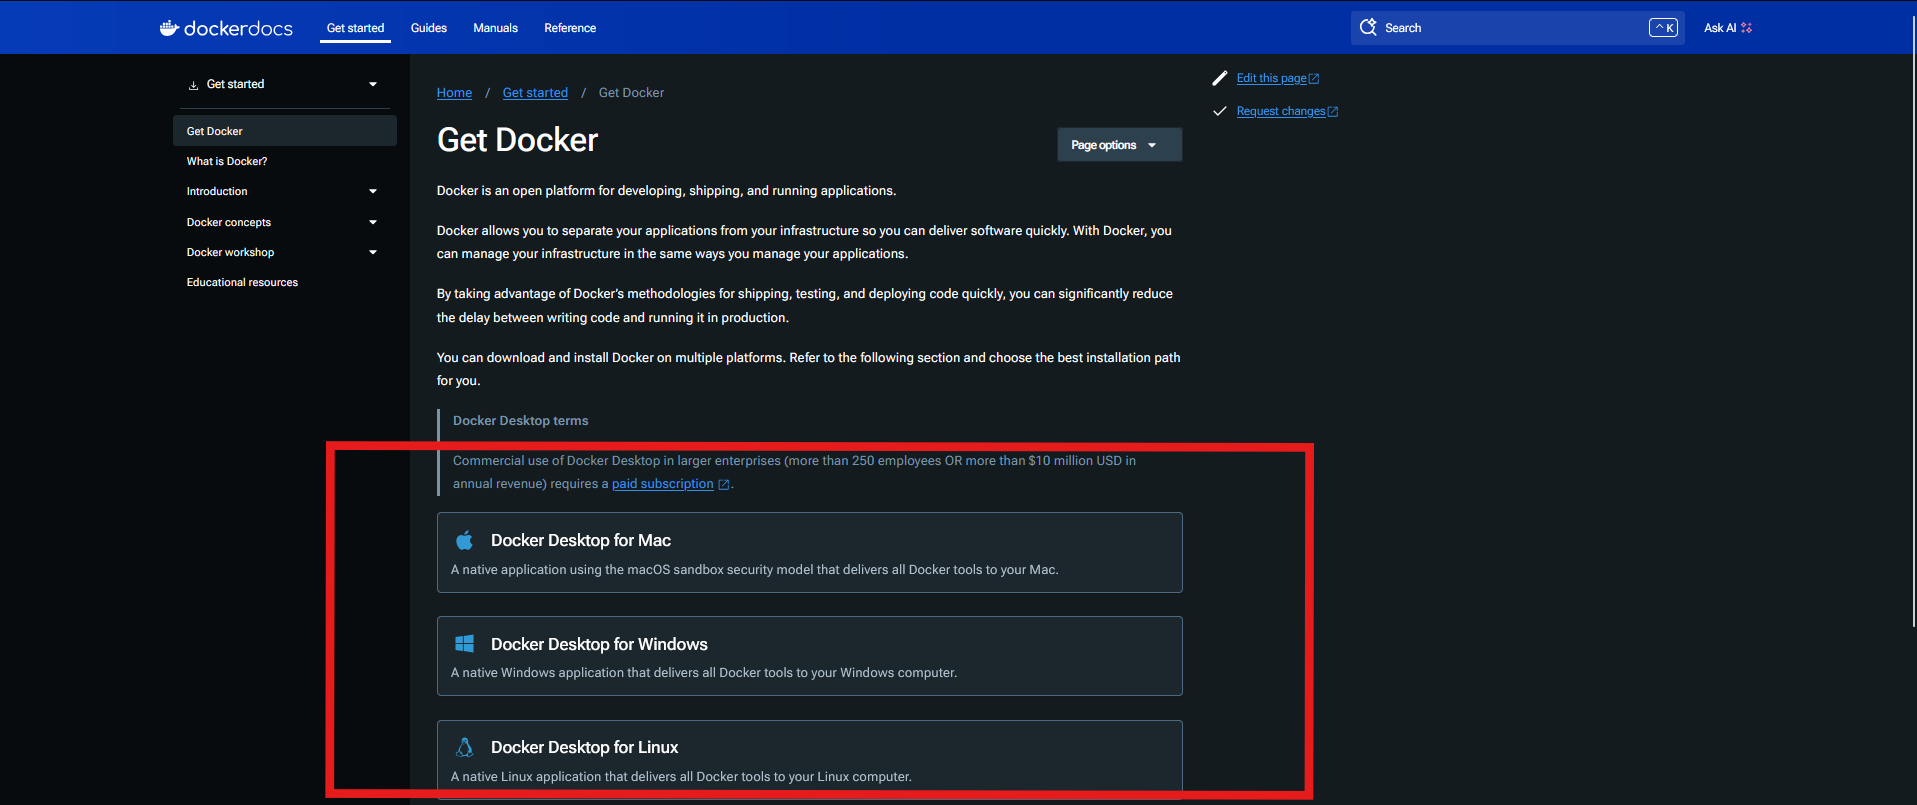 dockerdocs
Get started
Guides
Manuals
Reference
Search
^ K
Ask AI
Get started
Get Docker
What is Docker?
Introduction
Docker concepts
Docker workshop
Educational resources
Home / Get started / Get Docker
Get Docker
Page options
Edit this page
Request changes
Docker is an open platform for developing, shipping, and running applications.
Docker allows you to separate your applications from your infrastructure so you can deliver software quickly. With Docker, you
can manage your infrastructure in the same ways you manage your applications.
By taking advantage of Docker's methodologies for shipping, testing, and deploying code quickly, you can significantly reduce
the delay between writing code and running it in production.
You can download and install Docker on multiple platforms. Refer to the following section and choose the best installation path
for you.
Docker Desktop terms
Commercial use of Docker Desktop in larger enterprises (more than 250 employees OR more than $10 million USD in
annual revenue) requires a paid subscription .
Docker Desktop for Mac
A native application using the macOS sandbox security model that delivers all Docker tools to your Mac.
Docker Desktop for Windows
A native Windows application that delivers all Docker tools to your Windows computer.
Docker Desktop for Linux
A native Linux application that delivers all Docker tools to your Linux computer.